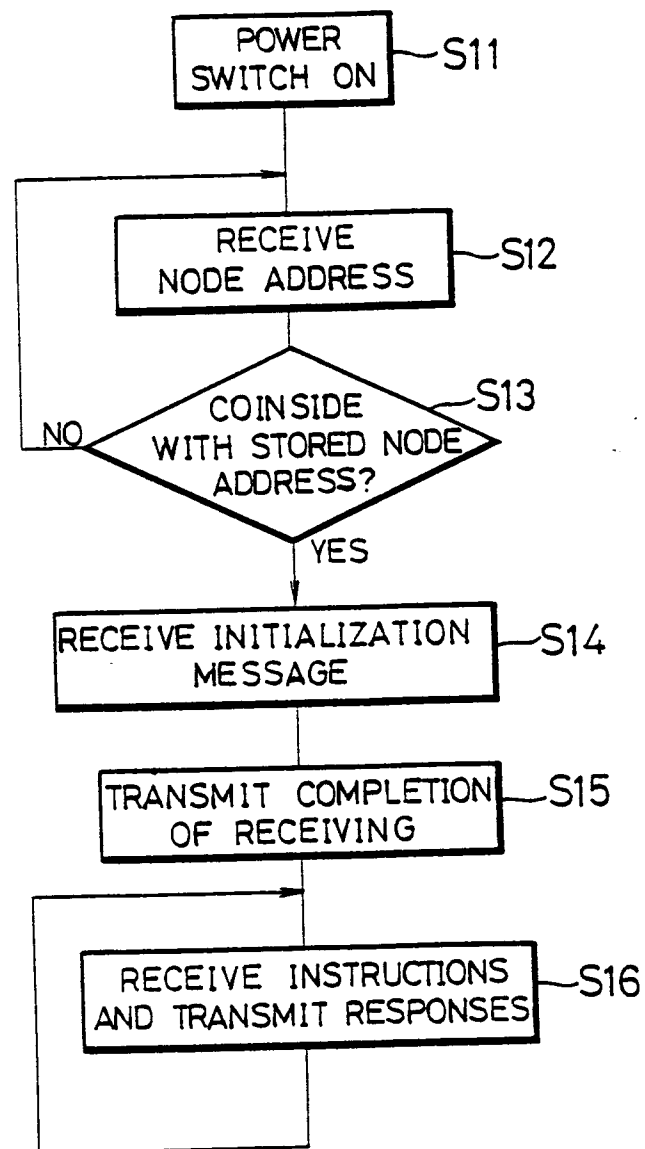 POWER
SWITCH ON
S11
RECEIVE
NODE ADDRESS
S12
COINSIDE
WITH STORED NODE
ADDRESS?
S13
NO
YES
RECEIVE INITIALIZATION
MESSAGE
S14
TRANSMIT COMPLETION
OF RECEIVING
S15
RECEIVE INSTRUCTIONS
AND TRANSMIT RESPONSES
S16